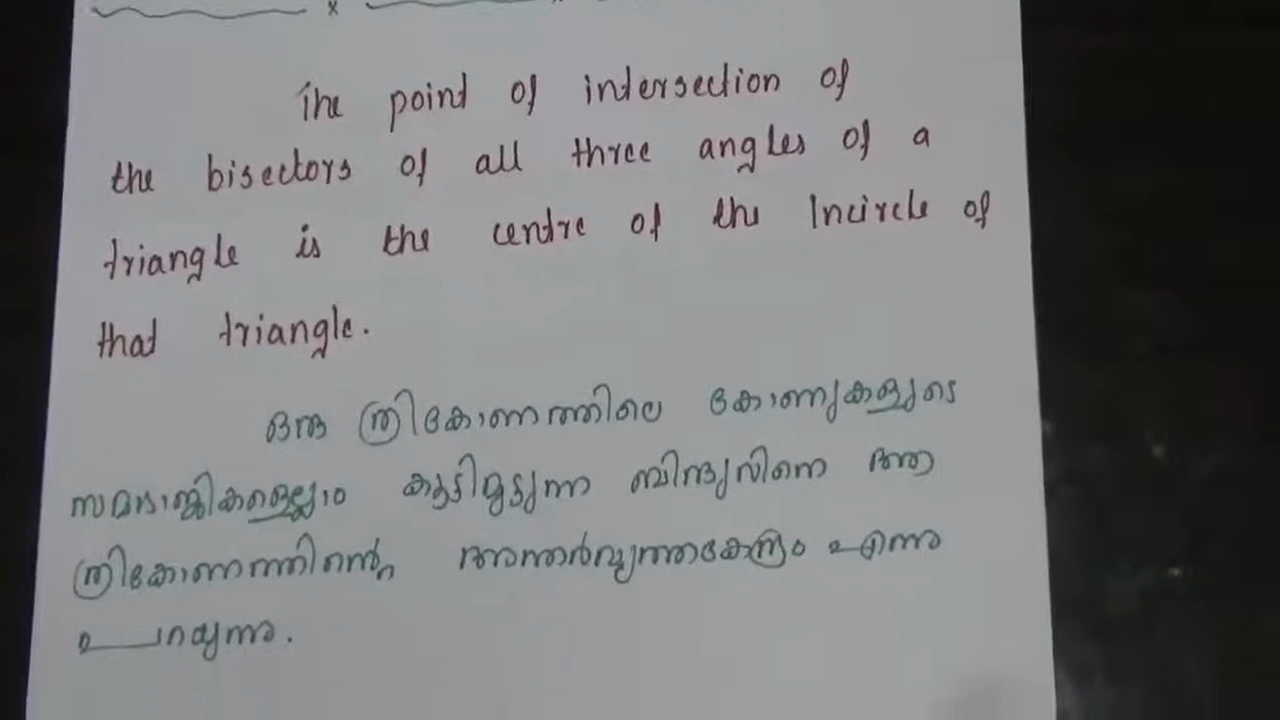 The point of intersection of
the bisectors of all three angles of a
triangle is the centre of the Incircle of
that triangle.
ഒരു ത്രികോണത്തിലെ കോണുകളുടെ
സമഭാജികളെല്ലാം കൂട്ടിമുട്ടുന്ന ബിന്ദുവിനെ ആ
ത്രികോണത്തിന്റെ അന്തർവൃത്തകേന്ദ്രം എന്നു
പറയുന്നു.